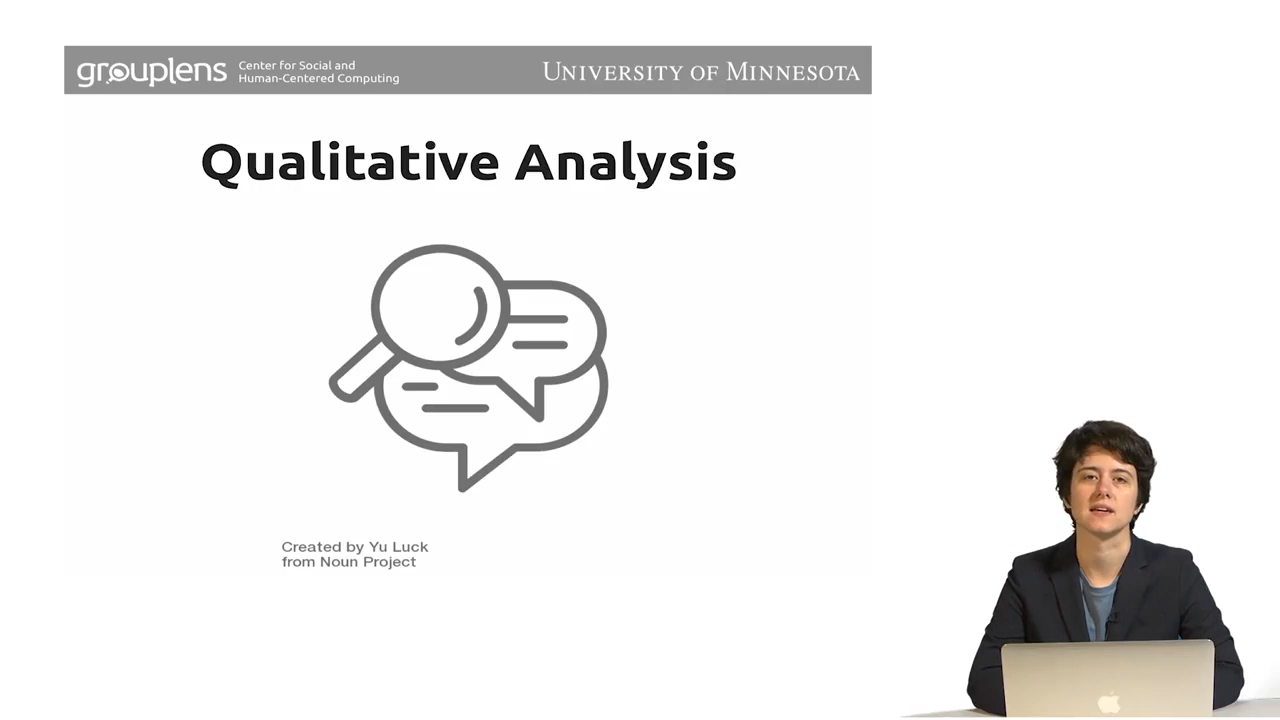 grouplens
Center for Social and
Human-Centered Computing
UNIVERSITY OF MINNESOTA
Qualitative Analysis
Created by Yu Luck
from Noun Project